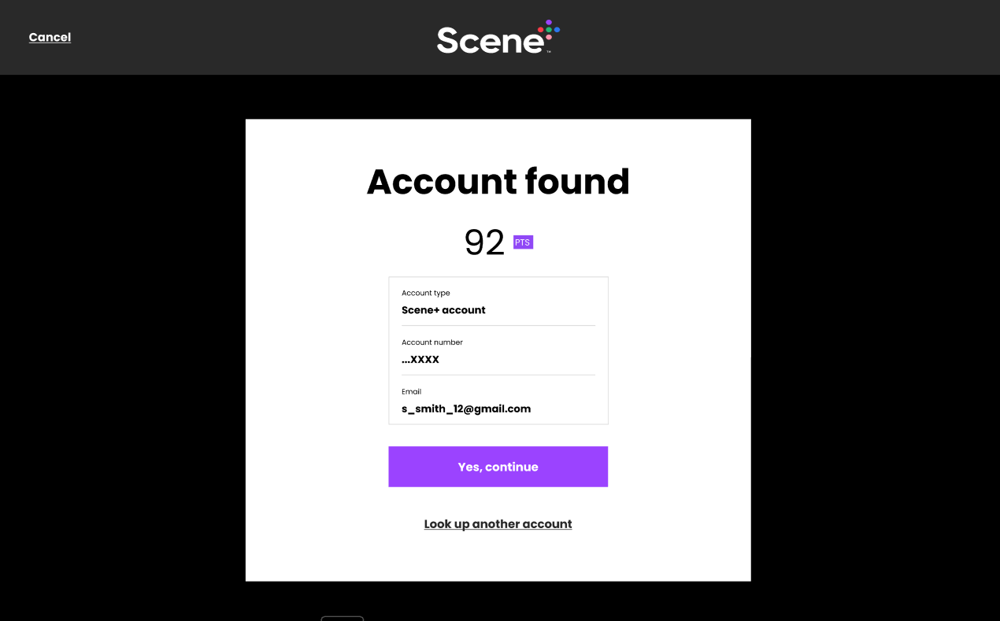 Cancel
Scene
™
Account found
92 PTS
Account type
Scene+ account
Account number
...XXXX
Email
s_smith_12@gmail.com
Yes, continue
Look up another account